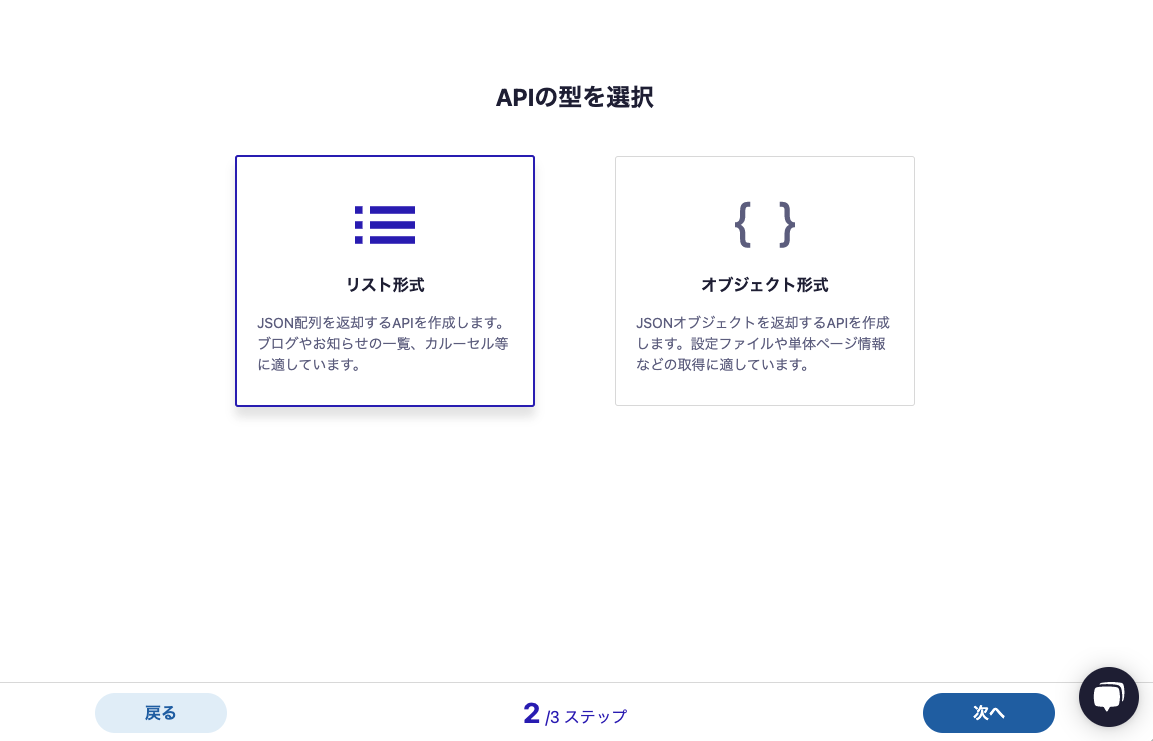 APIの型を選択
リスト形式
JSON配列を返却するAPIを作成します。
ブログやお知らせの一覧、カルーセル等
に適しています。
{ }
オブジェクト形式
JSONオブジェクトを返却するAPIを作成
します。設定ファイルや単体ページ情報
などの取得に適しています。
戻る
2 /3 ステップ
次へ